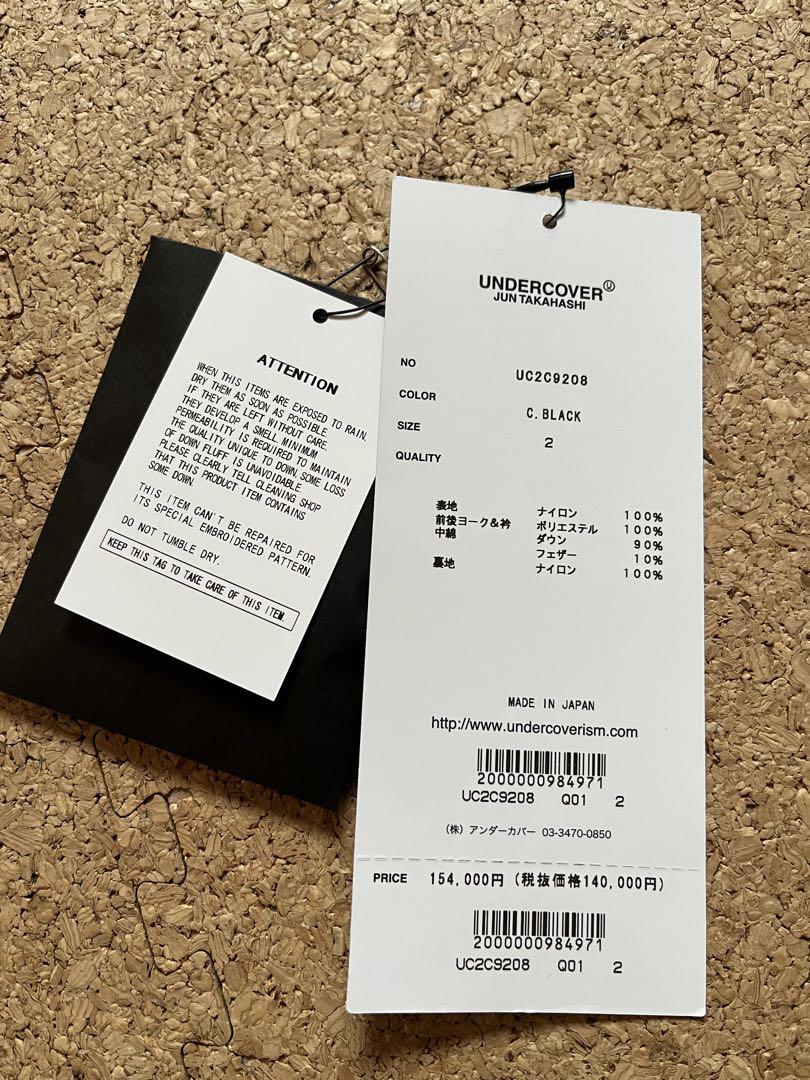 ATTENTION
WHEN THIS ITEMS ARE EXPOSED TO RAIN.
DRY THEM AS SOON AS POSSIBLE.
IF THEY ARE LEFT WITHOUT CARE.
THEY DEVELOP A SMELL MINIMUM
PERMEABILITY IS REQUIRED TO MAINTAIN
THE QUALITY UNIQUE TO DOWN, SOME LOSS
OF DOWN FLUFF IS UNAVOIDABLE.
PLEASE CLEARLY TELL CLEANING SHOP
THAT THIS PRODUCT ITEM CONTAINS
SOME DOWN.
THIS ITEM CAN'T BE REPAIRED FOR
ITS SPECIAL EMBROIDERED PATTERN.
DO NOT TUMBLE DRY.
KEEP THIS TAG TO TAKE CARE OF THIS ITEM.
UNDERCOVER Ⓤ
JUN TAKAHASHI
NO UC2C9208
COLOR C.BLACK
SIZE 2
QUALITY
表地 ナイロン 100%
前後ヨーク&衿 ポリエステル 100%
中綿 ダウン 90%
フェザー 10%
裏地 ナイロン 100%
MADE IN JAPAN
http://www.undercoverism.com
2000000984971
UC2C9208 Q01 2
(株) アンダーカバー 03-3470-0850
PRICE 154,000円 (税抜価格140,000円)
2000000984971
UC2C9208 Q01 2